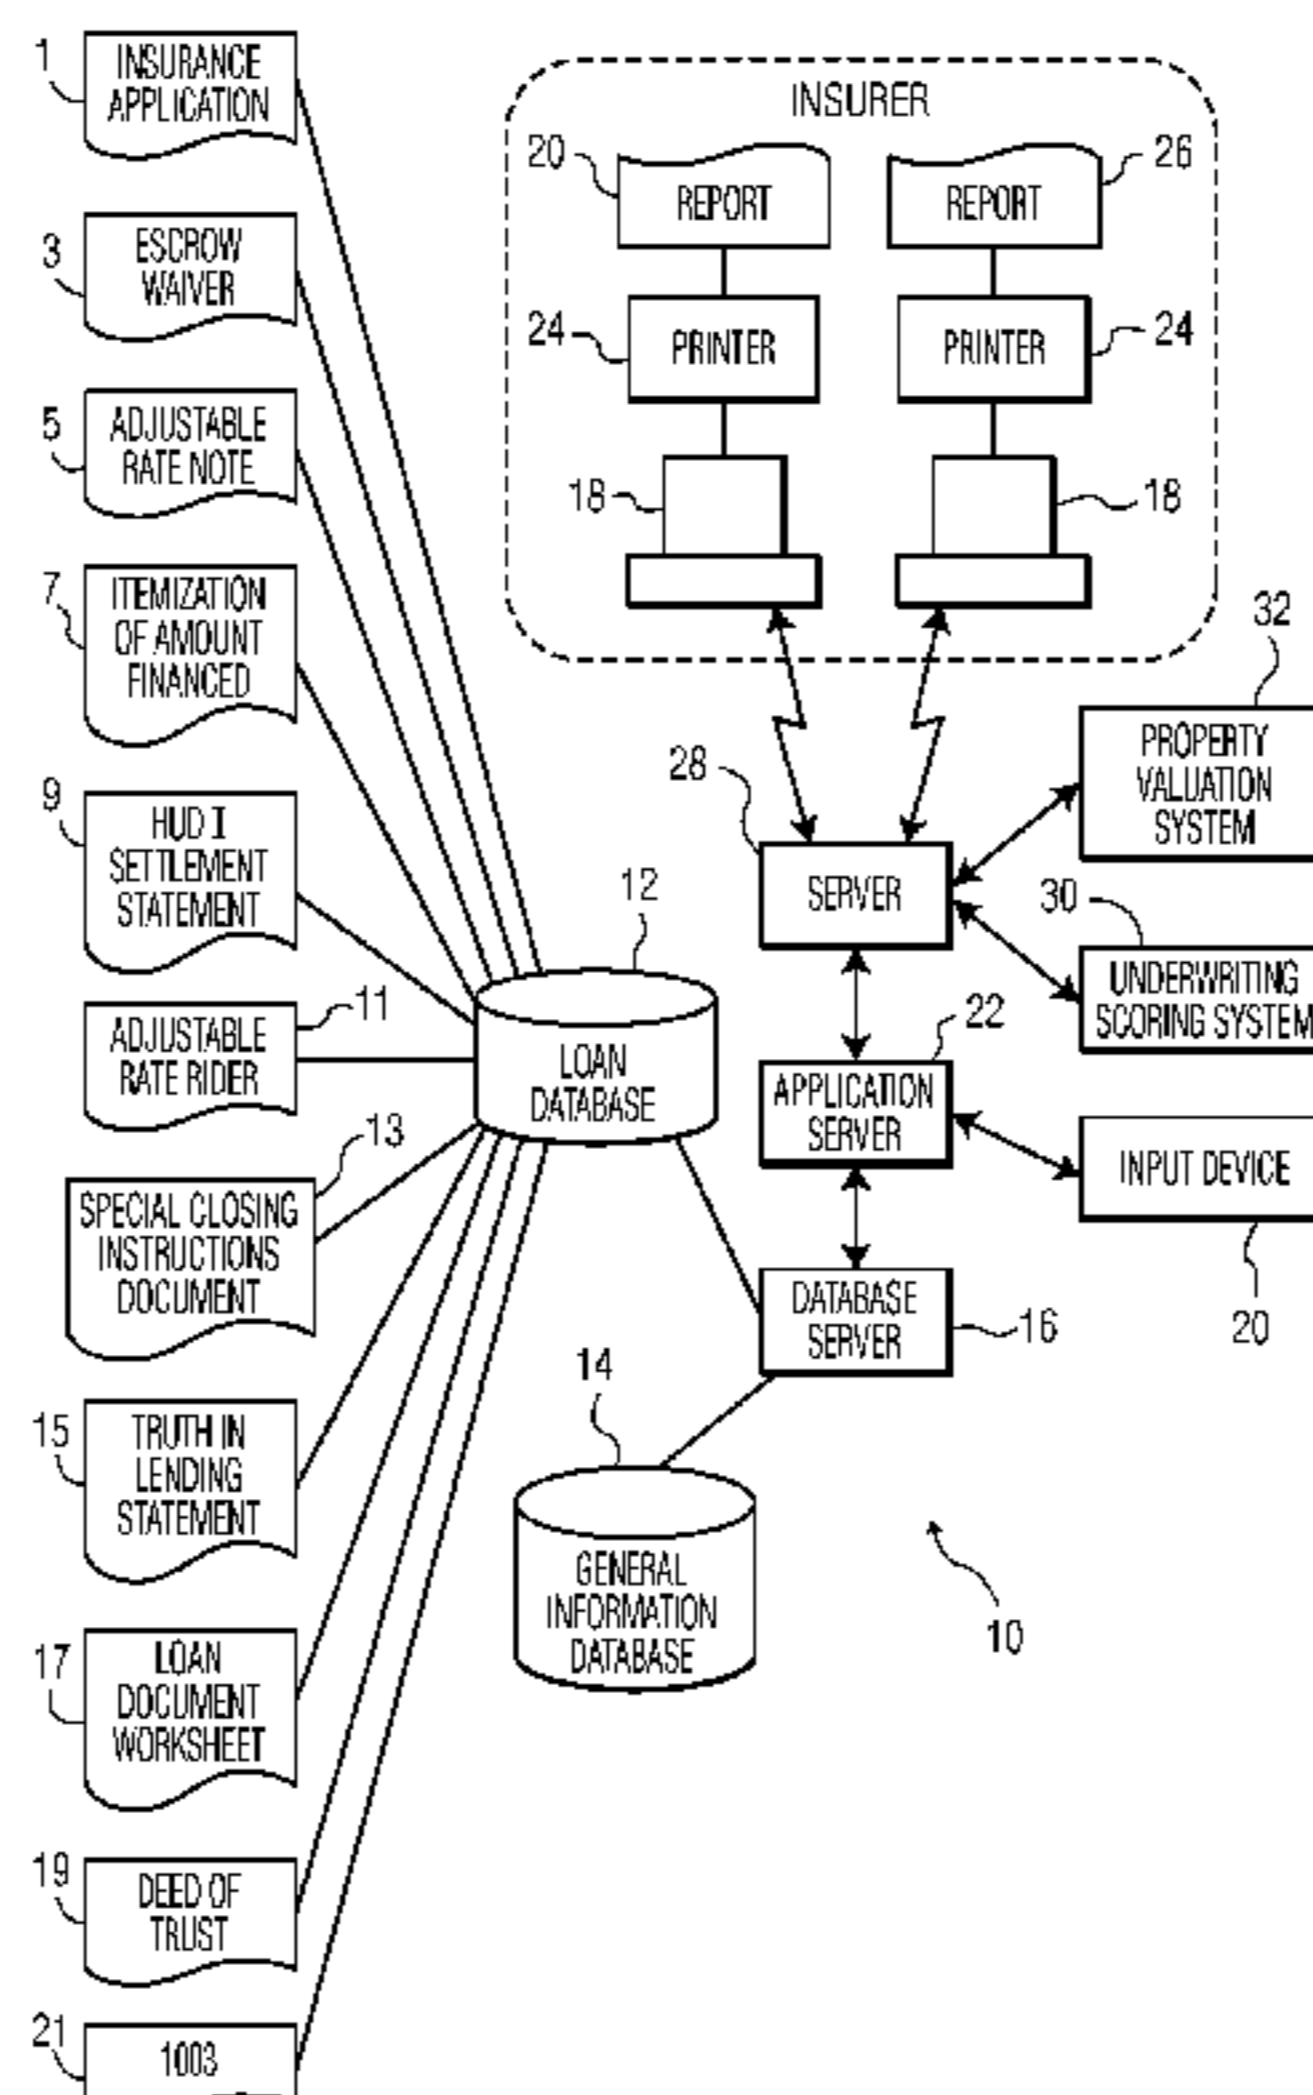 1
INSURANCE
APPLICATION
3
ESCROW
WAIVER
5
ADJUSTABLE
RATE NOTE
7
ITEMIZATION
OF AMOUNT
FINANCED
9
HUD I
SETTLEMENT
STATEMENT
11
ADJUSTABLE
RATE RIDER
13
SPECIAL CLOSING
INSTRUCTIONS
DOCUMENT
15
TRUTH IN
LENDING
STATEMENT
17
LOAN
DOCUMENT
WORKSHEET
19
DEED OF
TRUST
21
1003
12
LOAN
DATABASE
14
GENERAL
INFORMATION
DATABASE
INSURER
20
REPORT
26
REPORT
24
PRINTER
24
PRINTER
18
18
28
SERVER
32
PROPERTY
VALUATION
SYSTEM
30
UNDERWRITING
SCORING SYSTEM
22
APPLICATION
SERVER
INPUT DEVICE
20
DATABASE
SERVER
16
10